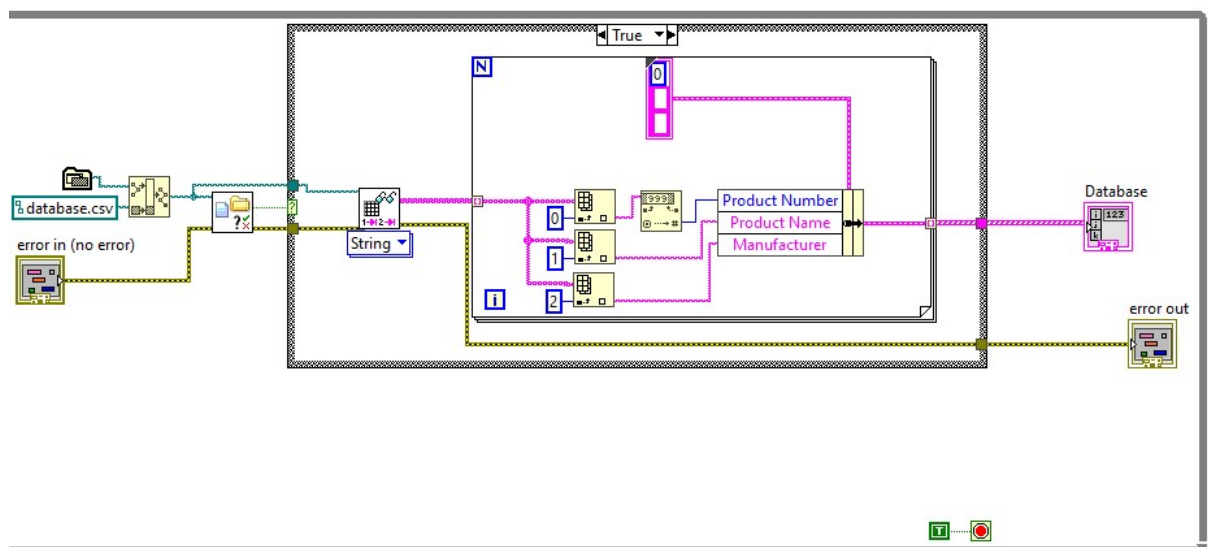 True
N
0
database.csv
0
999
Product Number
Database
String
1
Product Name
i 123
j
k
error in (no error)
Manufacturer
i
2
error out
T